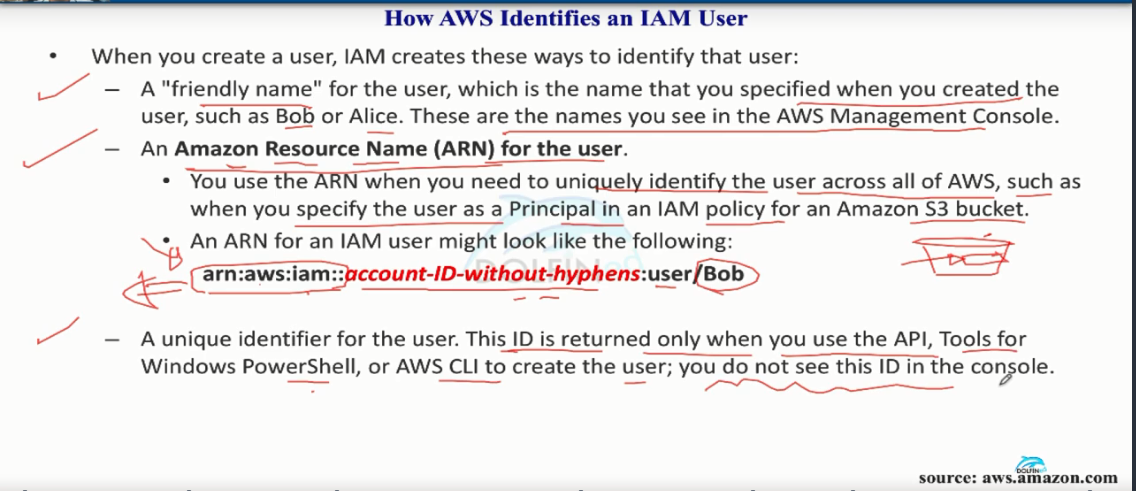 How AWS Identifies an IAM User
• When you create a user, IAM creates these ways to identify that user:
– A "friendly name" for the user, which is the name that you specified when you created the
user, such as Bob or Alice. These are the names you see in the AWS Management Console.
– An Amazon Resource Name (ARN) for the user.
• You use the ARN when you need to uniquely identify the user across all of AWS, such as
when you specify the user as a Principal in an IAM policy for an Amazon S3 bucket.
• An ARN for an IAM user might look like the following:
arn:aws:iam::account-ID-without-hyphens:user/Bob
– A unique identifier for the user. This ID is returned only when you use the API, Tools for
Windows PowerShell, or AWS CLI to create the user; you do not see this ID in the console.
DOLFINED
source: aws.amazon.com